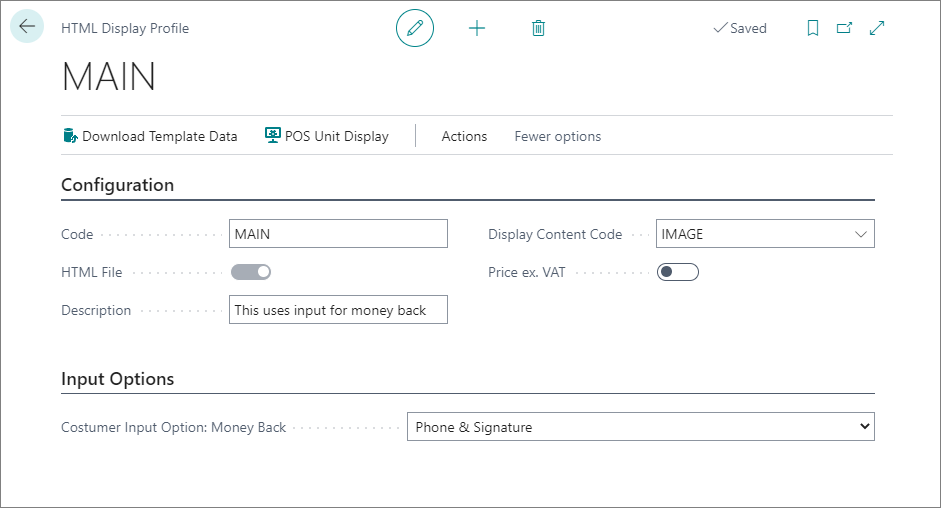 HTML Display Profile
Saved
MAIN
Download Template Data POS Unit Display Actions Fewer options
Configuration
Code MAIN Display Content Code IMAGE
HTML File Price ex. VAT
Description This uses input for money back
Input Options
Costumer Input Option: Money Back Phone & Signature